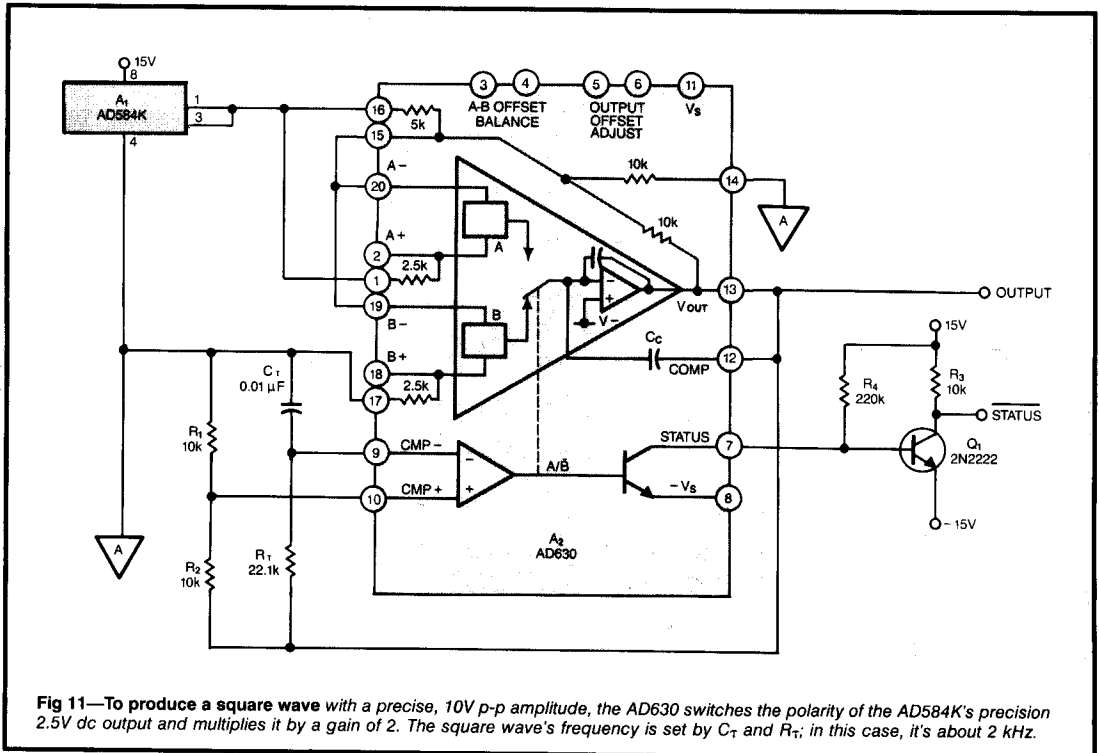 15V
8
A1
AD584K
1
3
4
3
4
5
6
11
A-B OFFSET
BALANCE
OUTPUT
OFFSET
ADJUST
VS
16
5k
15
A−
20
10k
14
A
A
A+
2
2.5k
1
10k
19
B−
B
−
+
V−
VOUT
13
OUTPUT
B+
18
2.5k
17
CC
COMP
12
15V
CT
0.01 μF
R4
220k
R3
10k
STATUS
R1
10k
9
CMP−
−
A/B̄
STATUS
7
Q1
2N2222
10
CMP+
+
−VS
8
−15V
A
R2
10k
RT
22.1k
A2
AD630
Fig 11—To produce a square wave with a precise, 10V p-p amplitude, the AD630 switches the polarity of the AD584K's precision
2.5V dc output and multiplies it by a gain of 2. The square wave's frequency is set by CT and RT; in this case, it's about 2 kHz.